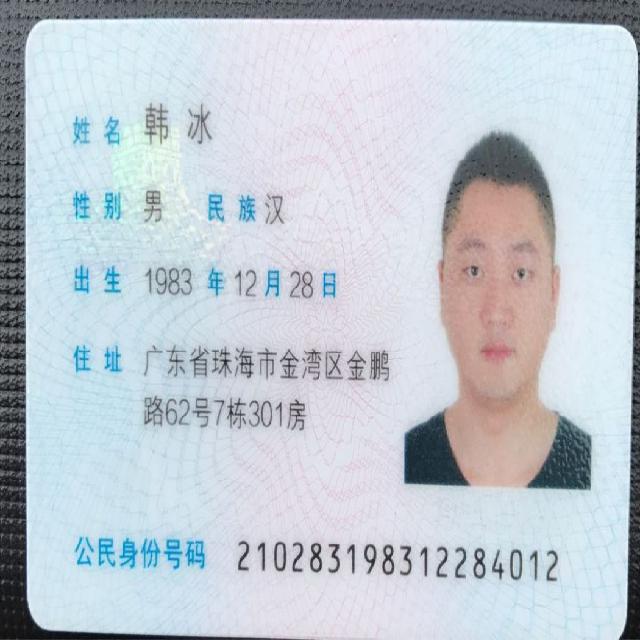 姓名 韩冰
性别 男 民族 汉
出生 1983 年 12 月 28 日
住址 广东省珠海市金湾区金鹏
路62号7栋301房
公民身份号码 210283198312284012